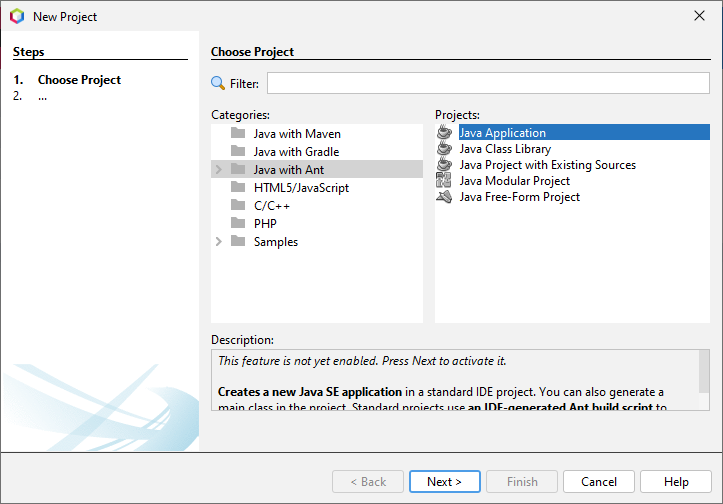 New Project
Steps
1. Choose Project
2. ...
Choose Project
Filter:
Categories:
Java with Maven
Java with Gradle
Java with Ant
HTML5/JavaScript
C/C++
PHP
Samples
Projects:
Java Application
Java Class Library
Java Project with Existing Sources
Java Modular Project
Java Free-Form Project
Description:
This feature is not yet enabled. Press Next to activate it.
Creates a new Java SE application in a standard IDE project. You can also generate a
main class in the project. Standard projects use an IDE-generated Ant build script to
< Back
Next >
Finish
Cancel
Help